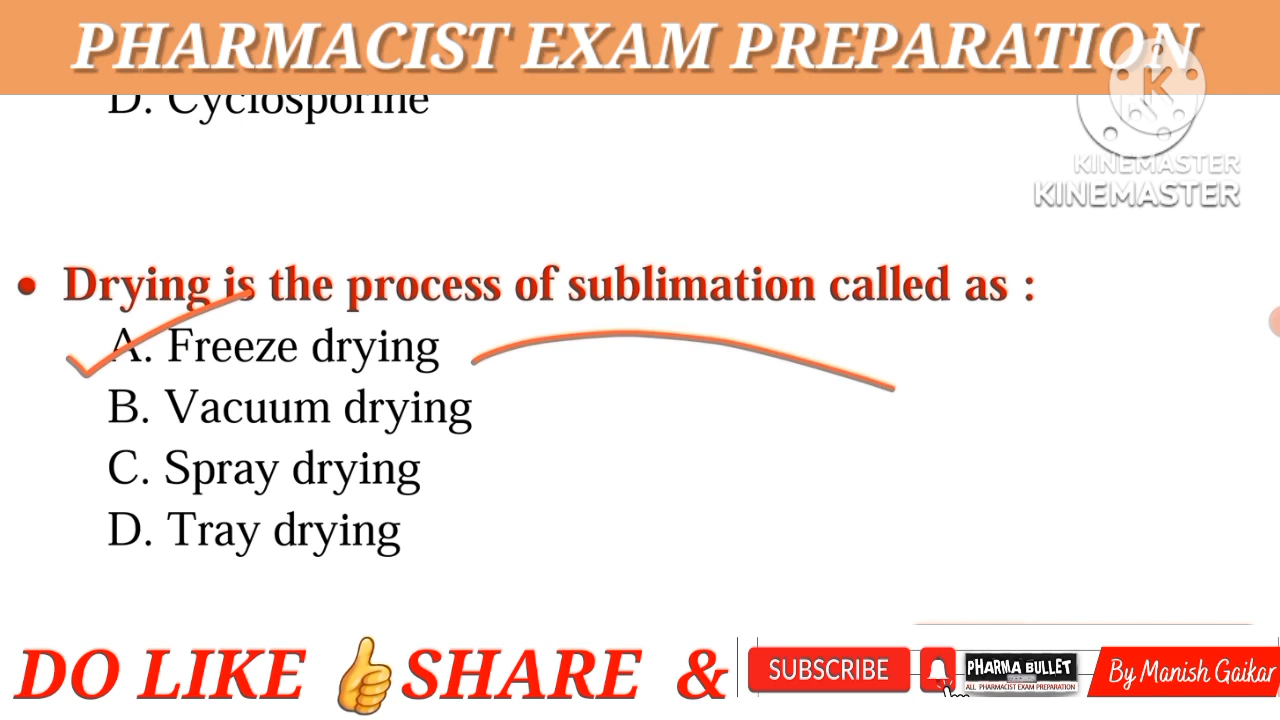 PHARMACIST EXAM PREPARATION
D. Cyclosporine
KINEMASTER
KINEMASTER
• Drying is the process of sublimation called as :
A. Freeze drying
B. Vacuum drying
C. Spray drying
D. Tray drying
DO LIKE 👍 SHARE & SUBSCRIBE
PHARMA BULLET
ALL PHARMACIST EXAM PREPARATION
By Manish Gaikar